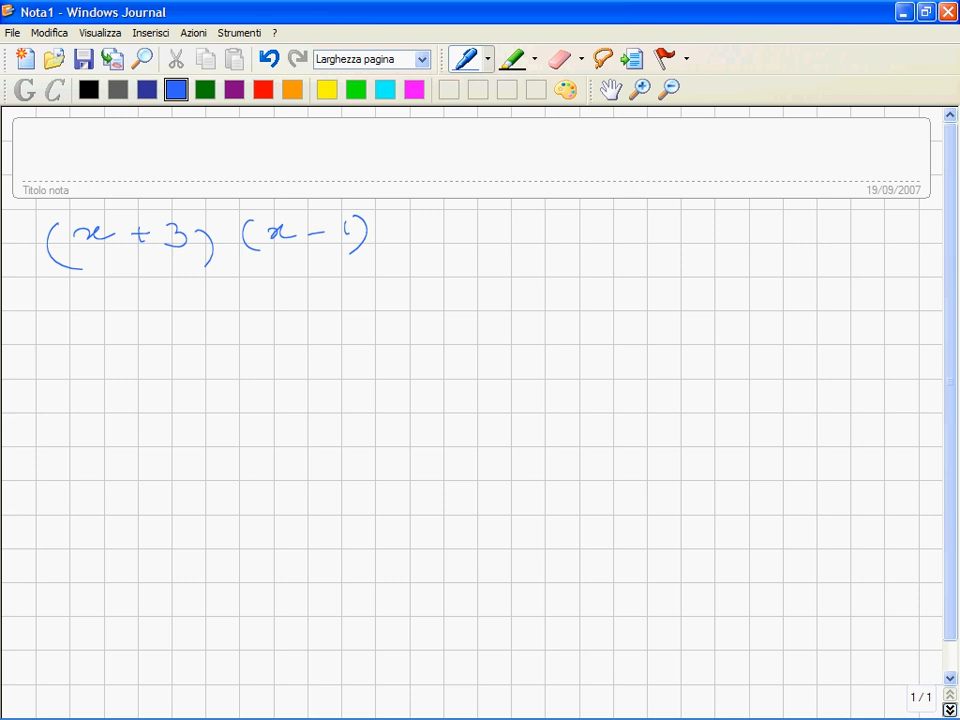 Nota1 - Windows Journal
File Modifica Visualizza Inserisci Azioni Strumenti ?
Larghezza pagina
G C
Titolo nota 19/09/2007
(x + 3) (x - 1)
1 / 1